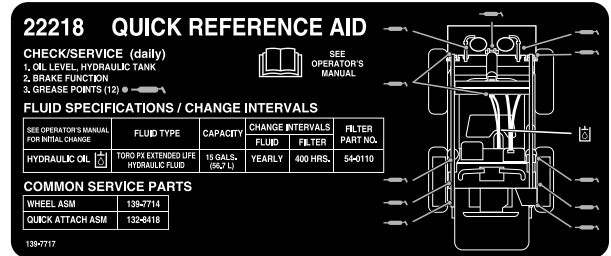 22218 QUICK REFERENCE AID
CHECK/SERVICE (daily)
1. OIL LEVEL, HYDRAULIC TANK
2. BRAKE FUNCTION
3. GREASE POINTS (12)
SEE
OPERATOR'S
MANUAL
FLUID SPECIFICATIONS / CHANGE INTERVALS
SEE OPERATOR'S MANUAL
FOR INITIAL CHANGE
FLUID TYPE
CAPACITY
CHANGE INTERVALS
FLUID
FILTER
FILTER
PART NO.
HYDRAULIC OIL
TORO PX EXTENDED LIFE
HYDRAULIC FLUID
15 GALS.
(56.7 L)
YEARLY
400 HRS.
54-0110
COMMON SERVICE PARTS
WHEEL ASM 139-7714
QUICK ATTACH ASM 132-8418
139-7717